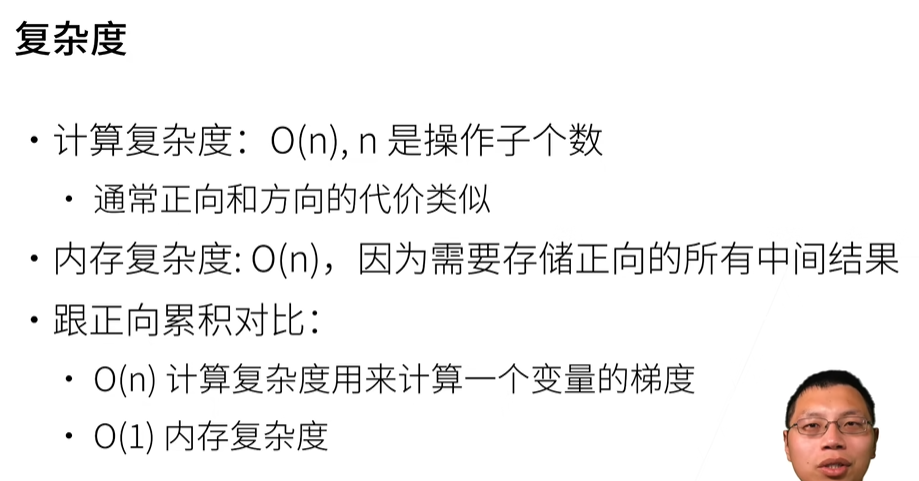 复杂度
• 计算复杂度：O(n), n 是操作子个数
• 通常正向和方向的代价类似
• 内存复杂度: O(n)，因为需要存储正向的所有中间结果
• 跟正向累积对比：
• O(n) 计算复杂度用来计算一个变量的梯度
• O(1) 内存复杂度